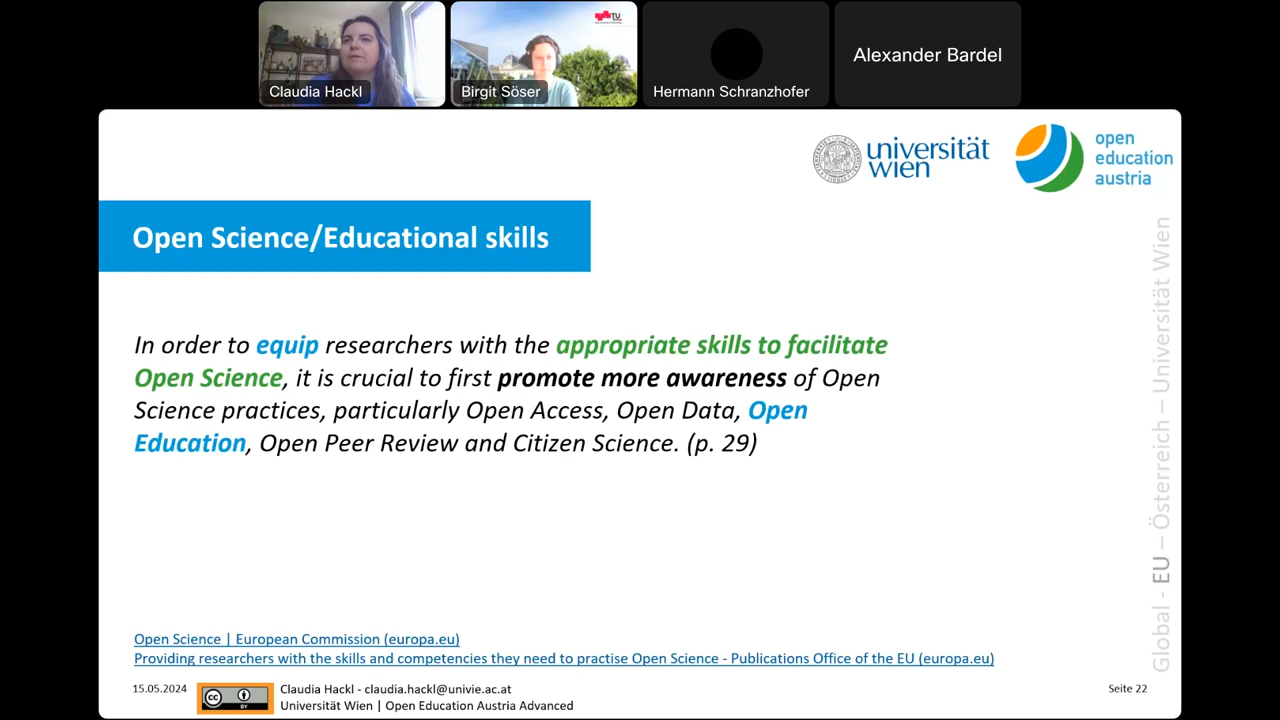 Claudia Hackl
Birgit Söser
Hermann Schranzhofer
Alexander Bardel
TU
universität
wien
open
education
austria
Open Science/Educational skills
In order to equip researchers with the appropriate skills to facilitate
Open Science, it is crucial to first promote more awareness of Open
Science practices, particularly Open Access, Open Data, Open
Education, Open Peer Review and Citizen Science. (p. 29)
Global - EU – Österreich – Universität Wien
Open Science | European Commission (europa.eu)
Providing researchers with the skills and competencies they need to practise Open Science - Publications Office of the EU (europa.eu)
15.05.2024
cc
BY
Claudia Hackl - claudia.hackl@univie.ac.at
Universität Wien | Open Education Austria Advanced
Seite 22